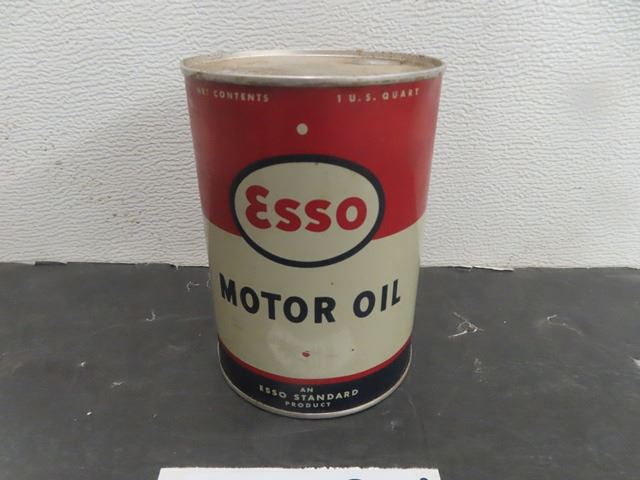 NET CONTENTS 1 U.S. QUART
Esso
MOTOR OIL
AN
ESSO STANDARD
PRODUCT